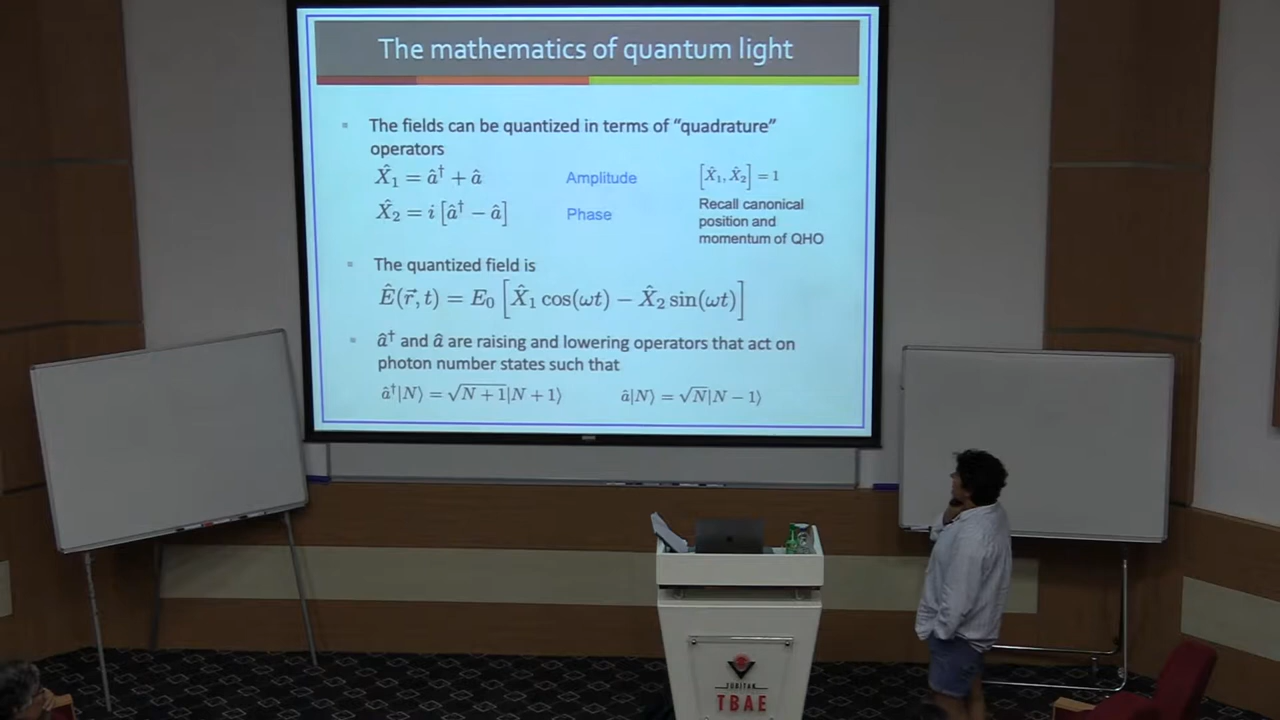 The mathematics of quantum light
▪ The fields can be quantized in terms of “quadrature”
operators
X̂₁ = â† + â Amplitude [X̂₁, X̂₂] = 1
X̂₂ = i [â† − â] Phase
Recall canonical
position and
momentum of QHO
▪ The quantized field is
Ê(r⃗, t) = E₀ [X̂₁ cos(ωt) − X̂₂ sin(ωt)]
▪ â† and â are raising and lowering operators that act on
photon number states such that
â†|N⟩ = √(N + 1)|N + 1⟩ â|N⟩ = √N|N − 1⟩
TÜBİTAK
TBAE